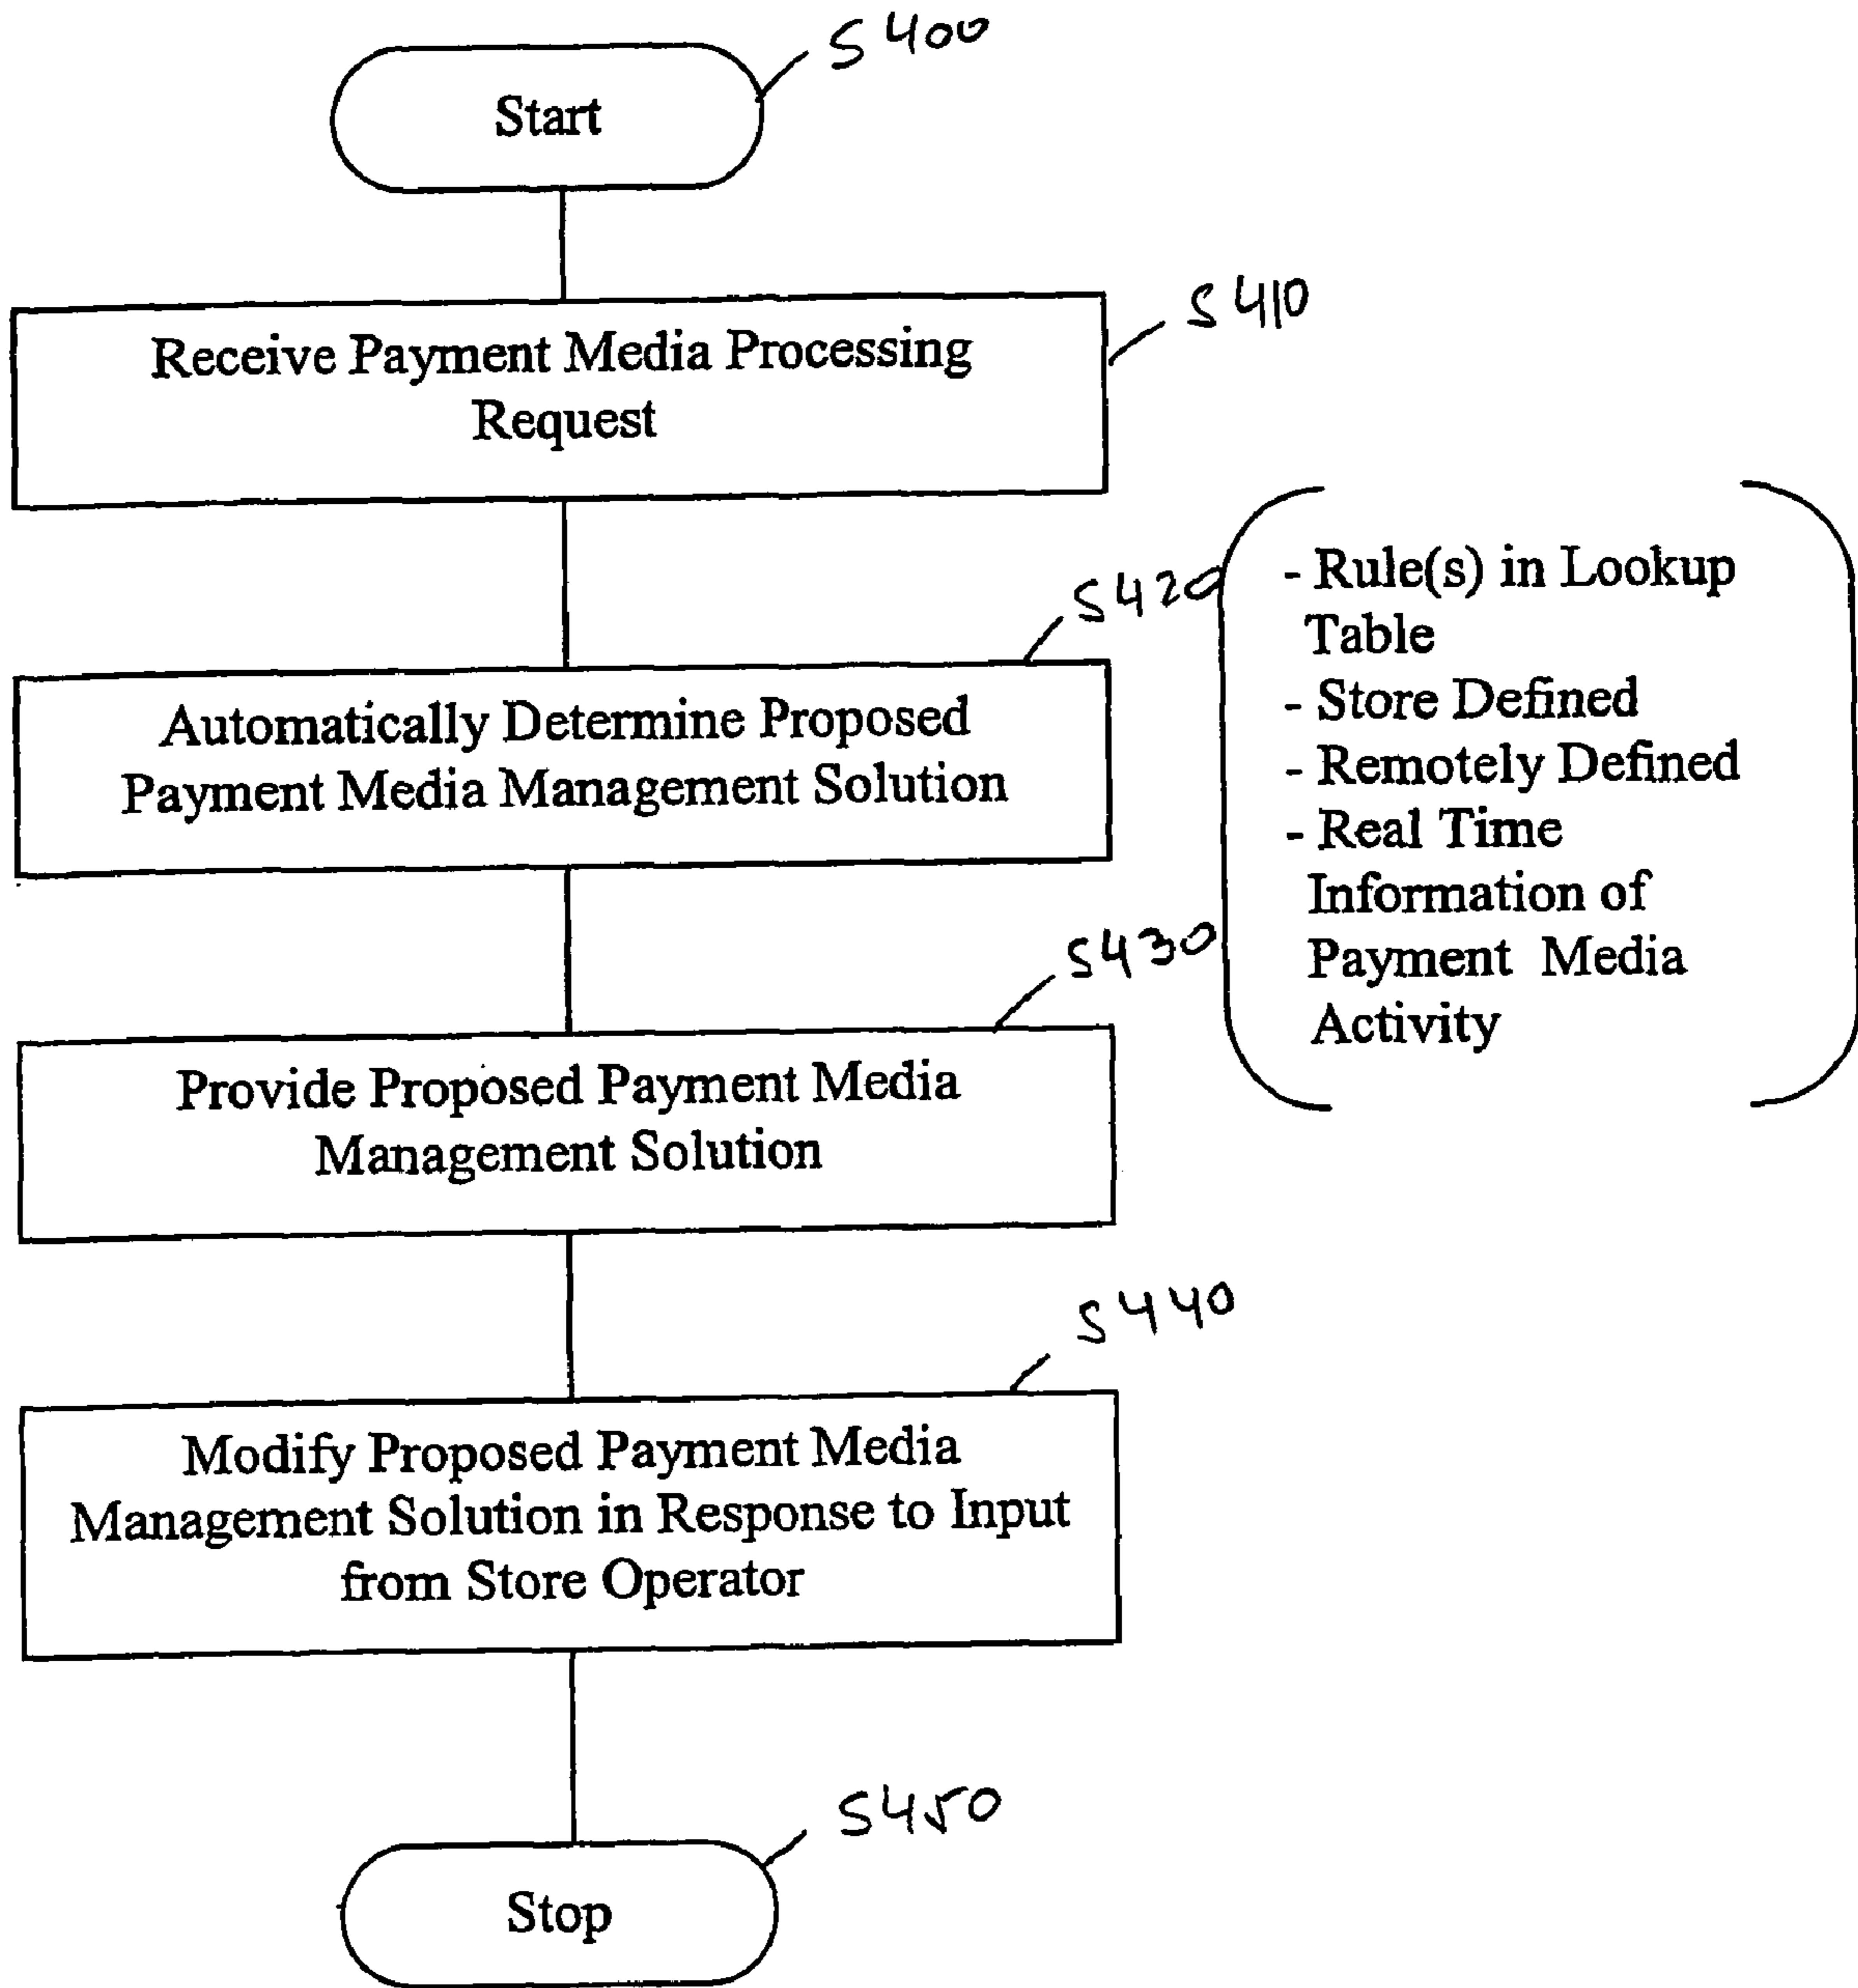 S400
Start
S410
Receive Payment Media Processing
Request
S420
Automatically Determine Proposed
Payment Media Management Solution
- Rule(s) in Lookup
Table
- Store Defined
- Remotely Defined
- Real Time
Information of
Payment Media
Activity
S430
Provide Proposed Payment Media
Management Solution
S440
Modify Proposed Payment Media
Management Solution in Response to Input
from Store Operator
S450
Stop